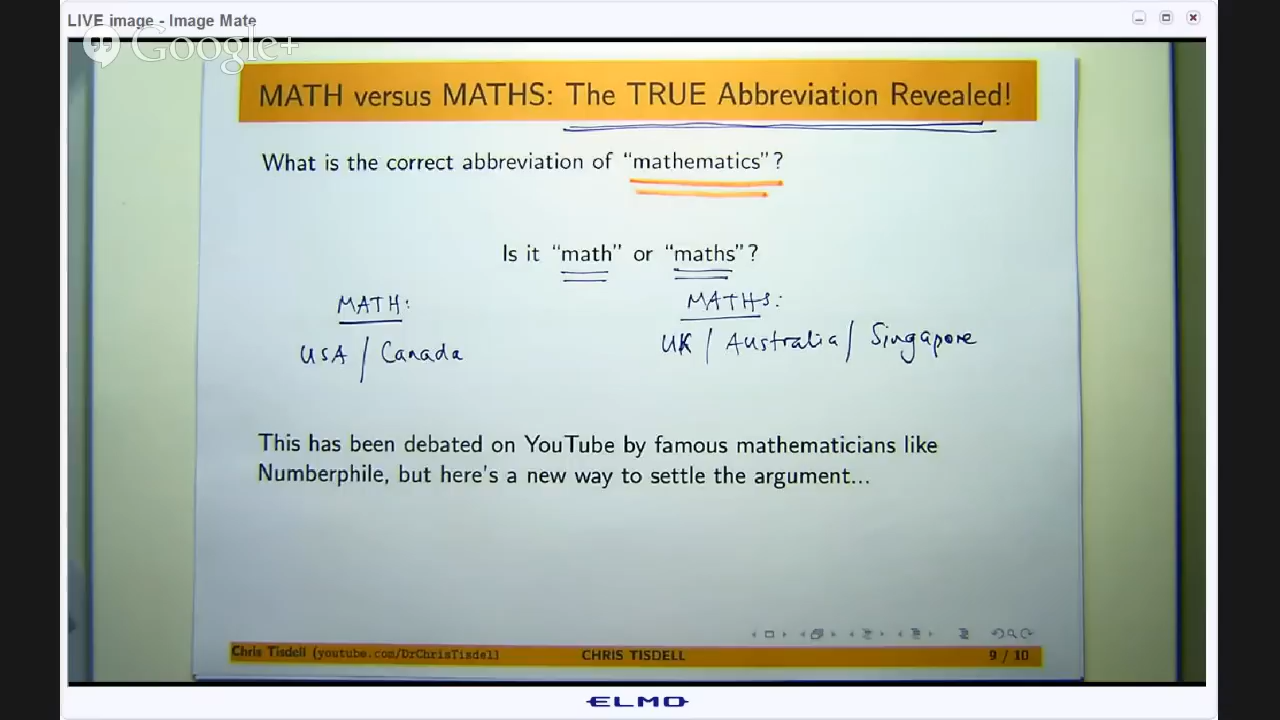 LIVE image - Image Mate
Google+
MATH versus MATHS: The TRUE Abbreviation Revealed!
What is the correct abbreviation of “mathematics”?
Is it “math” or “maths”?
MATH:
USA / Canada
MATHS:
UK / Australia / Singapore
This has been debated on YouTube by famous mathematicians like
Numberphile, but here's a new way to settle the argument...
Chris Tisdell (youtube.com/DrChrisTisdell CHRIS TISDELL 9 / 10
ELMO